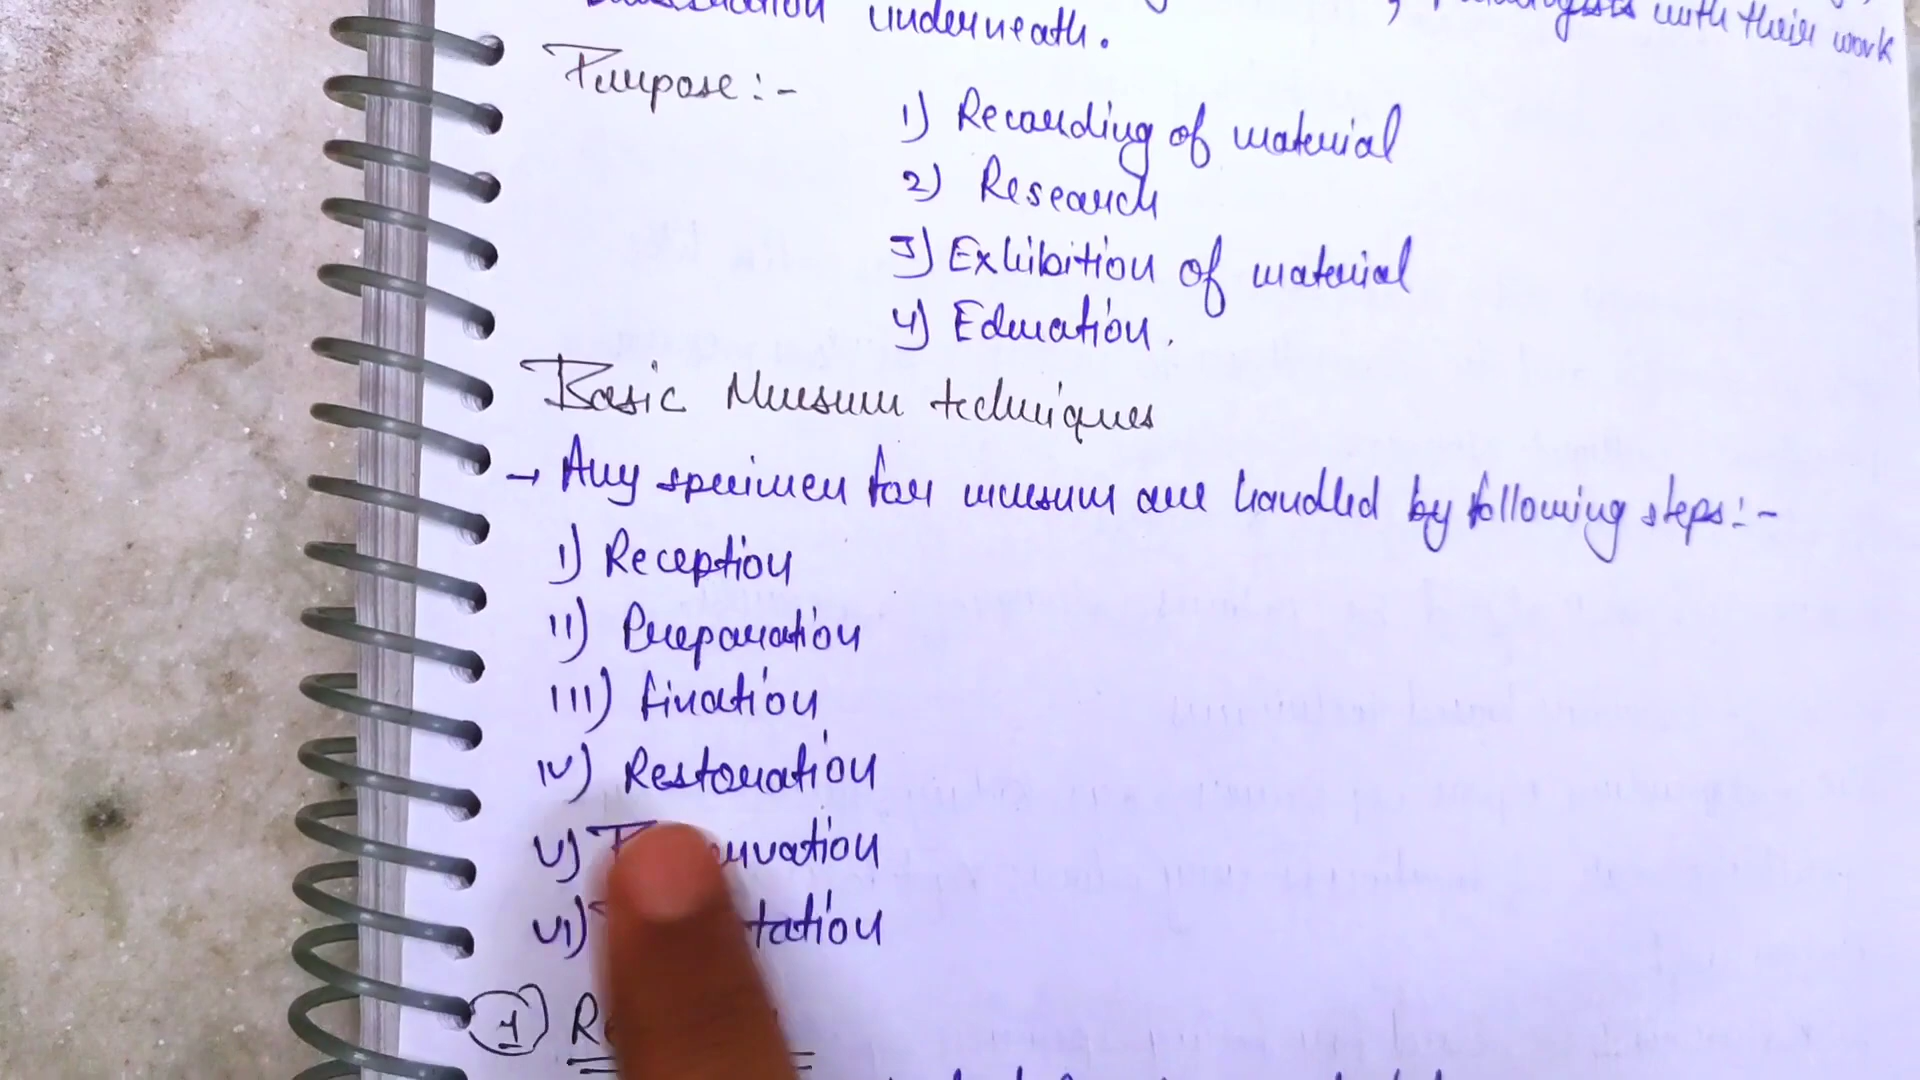 underneath.
with their work
Purpose :-
1) Recording of material
2) Research
3) Exhibition of material
4) Education.
Basic Museum techniques
→ Any specimen for musum are handled by following steps :-
I) Reception
II) Preparation
III) fixation
IV) Restoration
V)
VI)
1